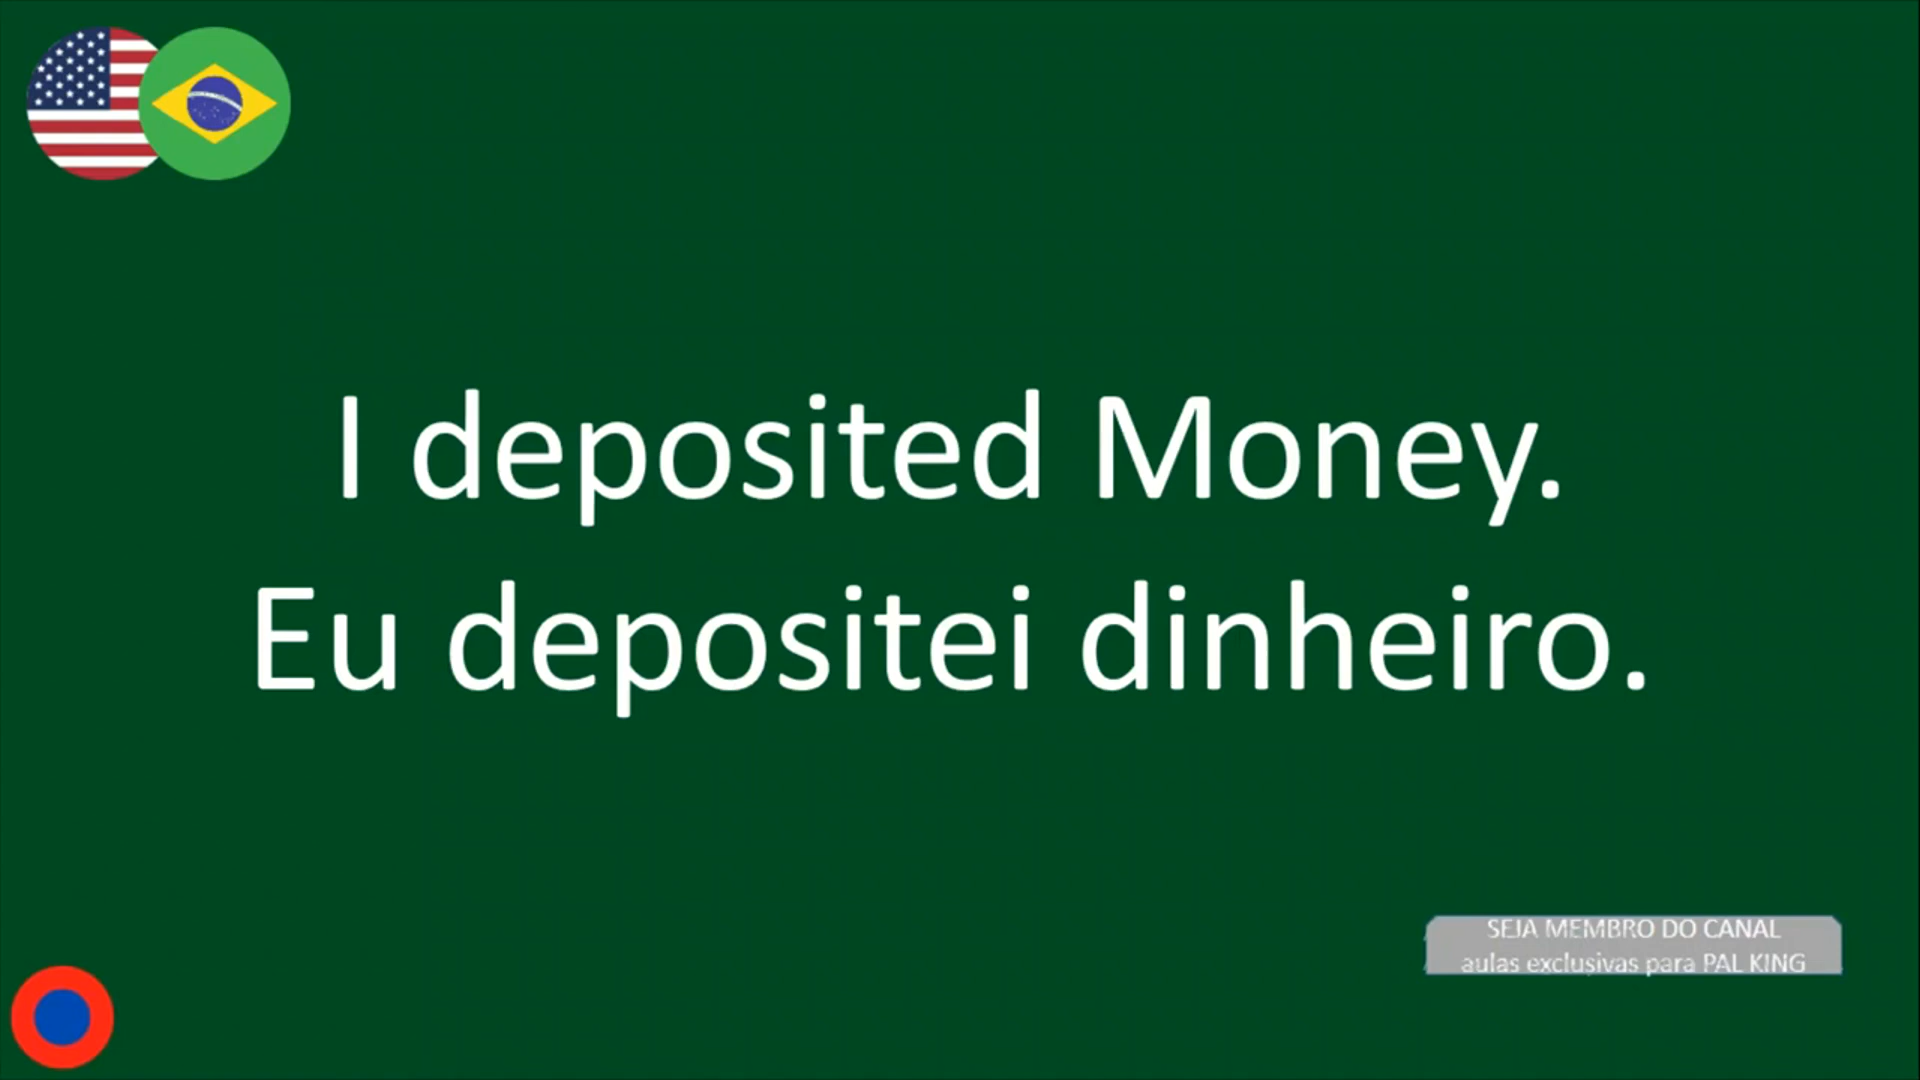 I deposited Money.
Eu depositei dinheiro.
SEJA MEMBRO DO CANAL
aulas exclusivas para PAL KING